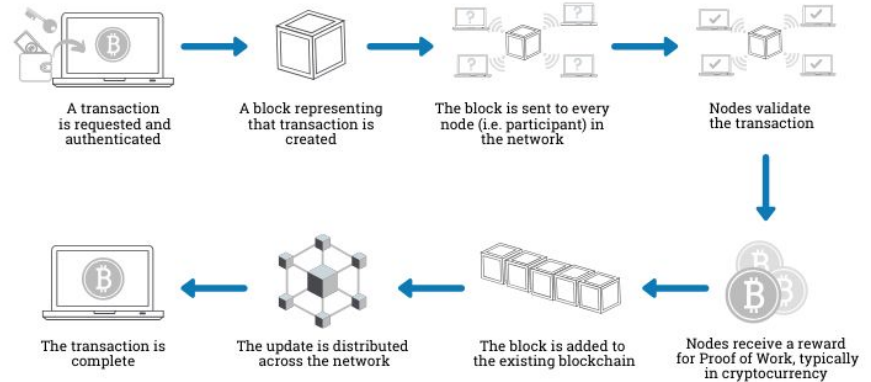 A transaction
is requested and
authenticated
A block representing
that transaction is
created
The block is sent to every
node (i.e. participant) in
the network
Nodes validate
the transaction
Nodes receive a reward
for Proof of Work, typically
in cryptocurrency
The block is added to
the existing blockchain
The update is distributed
across the network
The transaction is
complete